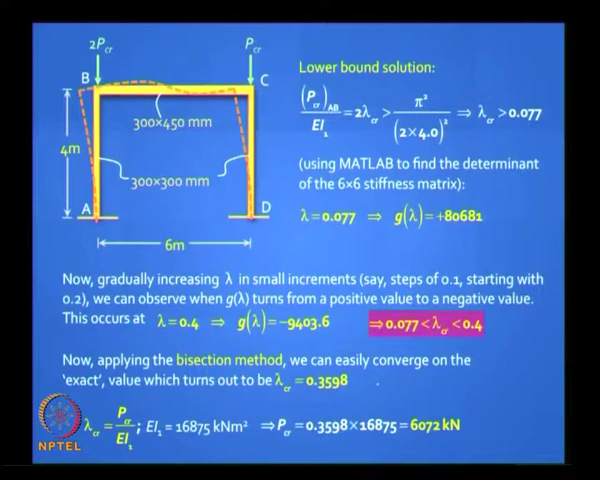 2P_cr
P_cr
B
C
300×450 mm
4m
300×300 mm
A
D
6m
Lower bound solution:
(P_cr)_AB / EI_1 = 2λ_cr > π² / (2×4.0)² ⇒ λ_cr > 0.077
(using MATLAB to find the determinant
of the 6×6 stiffness matrix):
λ = 0.077 ⇒ g(λ) = +80681
Now, gradually increasing λ in small increments (say, steps of 0.1, starting with
0.2), we can observe when g(λ) turns from a positive value to a negative value.
This occurs at λ = 0.4 ⇒ g(λ) = −9403.6 ⇒ 0.077 < λ_cr < 0.4
Now, applying the bisection method, we can easily converge on the
'exact', value which turns out to be λ_cr = 0.3598 .
λ_cr = P_cr / EI_1 ; EI_1 = 16875 kNm² ⇒ P_cr = 0.3598×16875 = 6072 kN
NPTEL